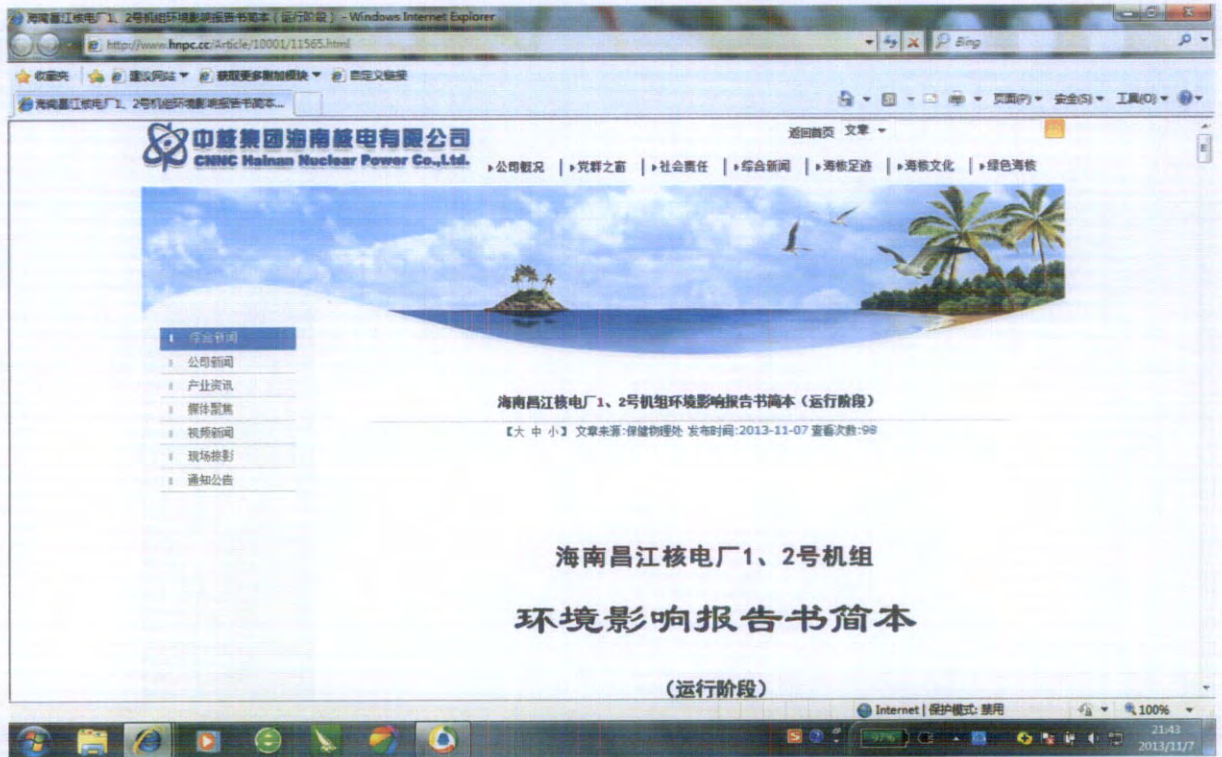 海南昌江核电厂1、2号机组环境影响报告书简本（运行阶段） - Windows Internet Explorer
http://www.hnpc.cc/Article/10001/11565.html
Bing
收藏夹 建议网站 获取更多附加模块 自定义链接
海南昌江核电厂1、2号机组环境影响报告书简本...
页面(P) 安全(S) 工具(O)
中核集团海南核电有限公司
CNNC Hainan Nuclear Power Co.,Ltd.
返回首页 文章
公司概况 | 党群之窗 | 社会责任 | 综合新闻 | 海核足迹 | 海核文化 | 绿色海核
综合新闻
公司新闻
产业资讯
媒体聚焦
视频新闻
现场掠影
通知公告
海南昌江核电厂1、2号机组环境影响报告书简本（运行阶段）
【大 中 小】 文章来源:保健物理处 发布时间:2013-11-07 查看次数:98
海南昌江核电厂1、2号机组
环境影响报告书简本
（运行阶段）
Internet | 保护模式: 禁用
100%
97%
21:43
2013/11/7